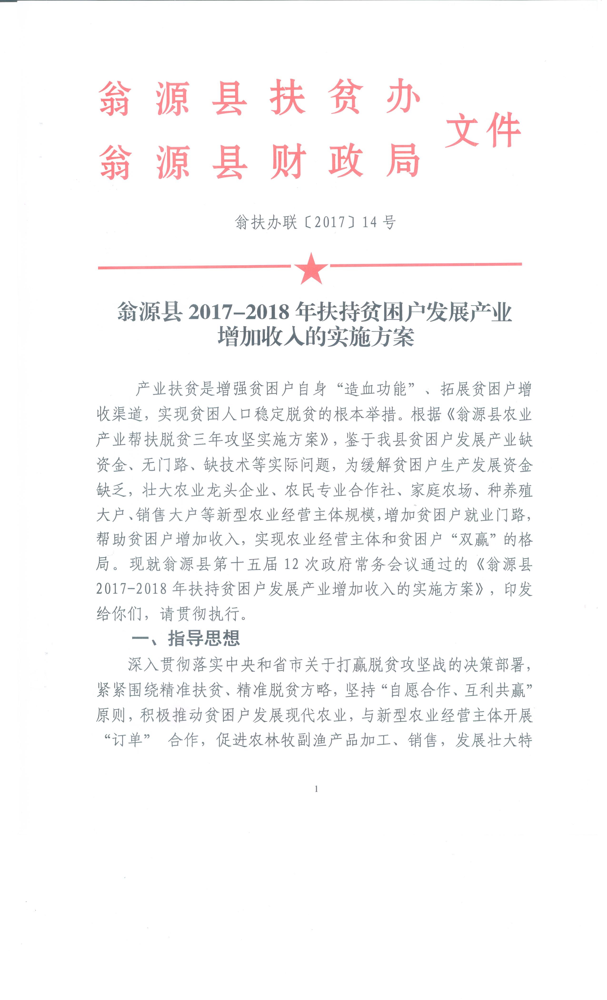 翁源县扶贫办
翁源县财政局
文件
翁扶办联〔2017〕14 号
翁源县 2017-2018 年扶持贫困户发展产业
增加收入的实施方案
产业扶贫是增强贫困户自身“造血功能”、拓展贫困户增
收渠道，实现贫困人口稳定脱贫的根本举措。根据《翁源县农业
产业帮扶脱贫三年攻坚实施方案》，鉴于我县贫困户发展产业缺
资金、无门路、缺技术等实际问题，为缓解贫困户生产发展资金
缺乏，壮大农业龙头企业、农民专业合作社、家庭农场、种养殖
大户、销售大户等新型农业经营主体规模，增加贫困户就业门路，
帮助贫困户增加收入，实现农业经营主体和贫困户“双赢”的格
局。现就翁源县第十五届 12 次政府常务会议通过的《翁源县
2017-2018 年扶持贫困户发展产业增加收入的实施方案》，印发
给你们，请贯彻执行。
一、指导思想
深入贯彻落实中央和省市关于打赢脱贫攻坚战的决策部署，
紧紧围绕精准扶贫、精准脱贫方略，坚持“自愿合作、互利共赢”
原则，积极推动贫困户发展现代农业，与新型农业经营主体开展
“订单” 合作，促进农林牧副渔产品加工、销售，发展壮大特
1